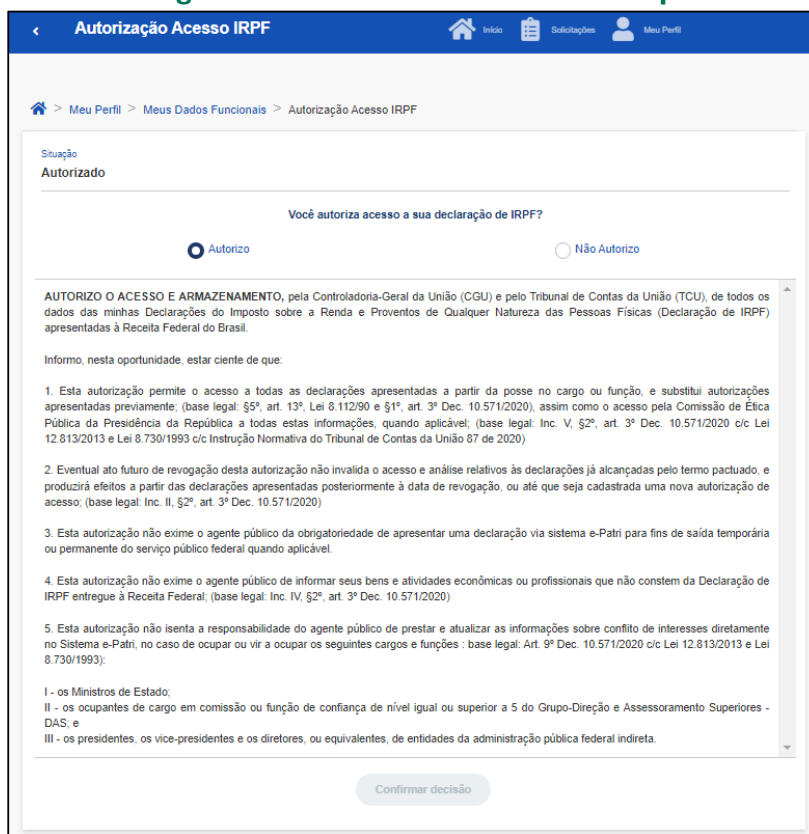 Autorização Acesso IRPF
Início
Solicitações
Meu Perfil
> Meu Perfil > Meus Dados Funcionais > Autorização Acesso IRPF
Situação
Autorizado
Você autoriza acesso a sua declaração de IRPF?
Autorizo
Não Autorizo
AUTORIZO O ACESSO E ARMAZENAMENTO, pela Controladoria-Geral da União (CGU) e pelo Tribunal de Contas da União (TCU), de todos os
dados das minhas Declarações do Imposto sobre a Renda e Proventos de Qualquer Natureza das Pessoas Físicas (Declaração de IRPF)
apresentadas à Receita Federal do Brasil.
Informo, nesta oportunidade, estar ciente de que:
1. Esta autorização permite o acesso a todas as declarações apresentadas a partir da posse no cargo ou função, e substitui autorizações
apresentadas previamente; (base legal: §5º, art. 13º, Lei 8.112/90 e §1º, art. 3º Dec. 10.571/2020), assim como o acesso pela Comissão de Ética
Pública da Presidência da República a todas estas informações, quando aplicável; (base legal: Inc. V, §2º, art. 3º Dec. 10.571/2020 c/c Lei
12.813/2013 e Lei 8.730/1993 c/c Instrução Normativa do Tribunal de Contas da União 87 de 2020)
2. Eventual ato futuro de revogação desta autorização não invalida o acesso e análise relativos às declarações já alcançadas pelo termo pactuado, e
produzirá efeitos a partir das declarações apresentadas posteriormente à data de revogação, ou até que seja cadastrada uma nova autorização de
acesso; (base legal: Inc. II, §2º, art. 3º Dec. 10.571/2020)
3. Esta autorização não exime o agente público da obrigatoriedade de apresentar uma declaração via sistema e-Patri para fins de saída temporária
ou permanente do serviço público federal quando aplicável.
4. Esta autorização não exime o agente público de informar seus bens e atividades econômicas ou profissionais que não constem da Declaração de
IRPF entregue à Receita Federal; (base legal: Inc. IV, §2º, art. 3º Dec. 10.571/2020)
5. Esta autorização não isenta a responsabilidade do agente público de prestar e atualizar as informações sobre conflito de interesses diretamente
no Sistema e-Patri, no caso de ocupar ou vir a ocupar os seguintes cargos e funções : base legal: Art. 9º Dec. 10.571/2020 c/c Lei 12.813/2013 e Lei
8.730/1993):
I - os Ministros de Estado;
II - os ocupantes de cargo em comissão ou função de confiança de nível igual ou superior a 5 do Grupo-Direção e Assessoramento Superiores -
DAS; e
III - os presidentes, os vice-presidentes e os diretores, ou equivalentes, de entidades da administração pública federal indireta.
Confirmar decisão